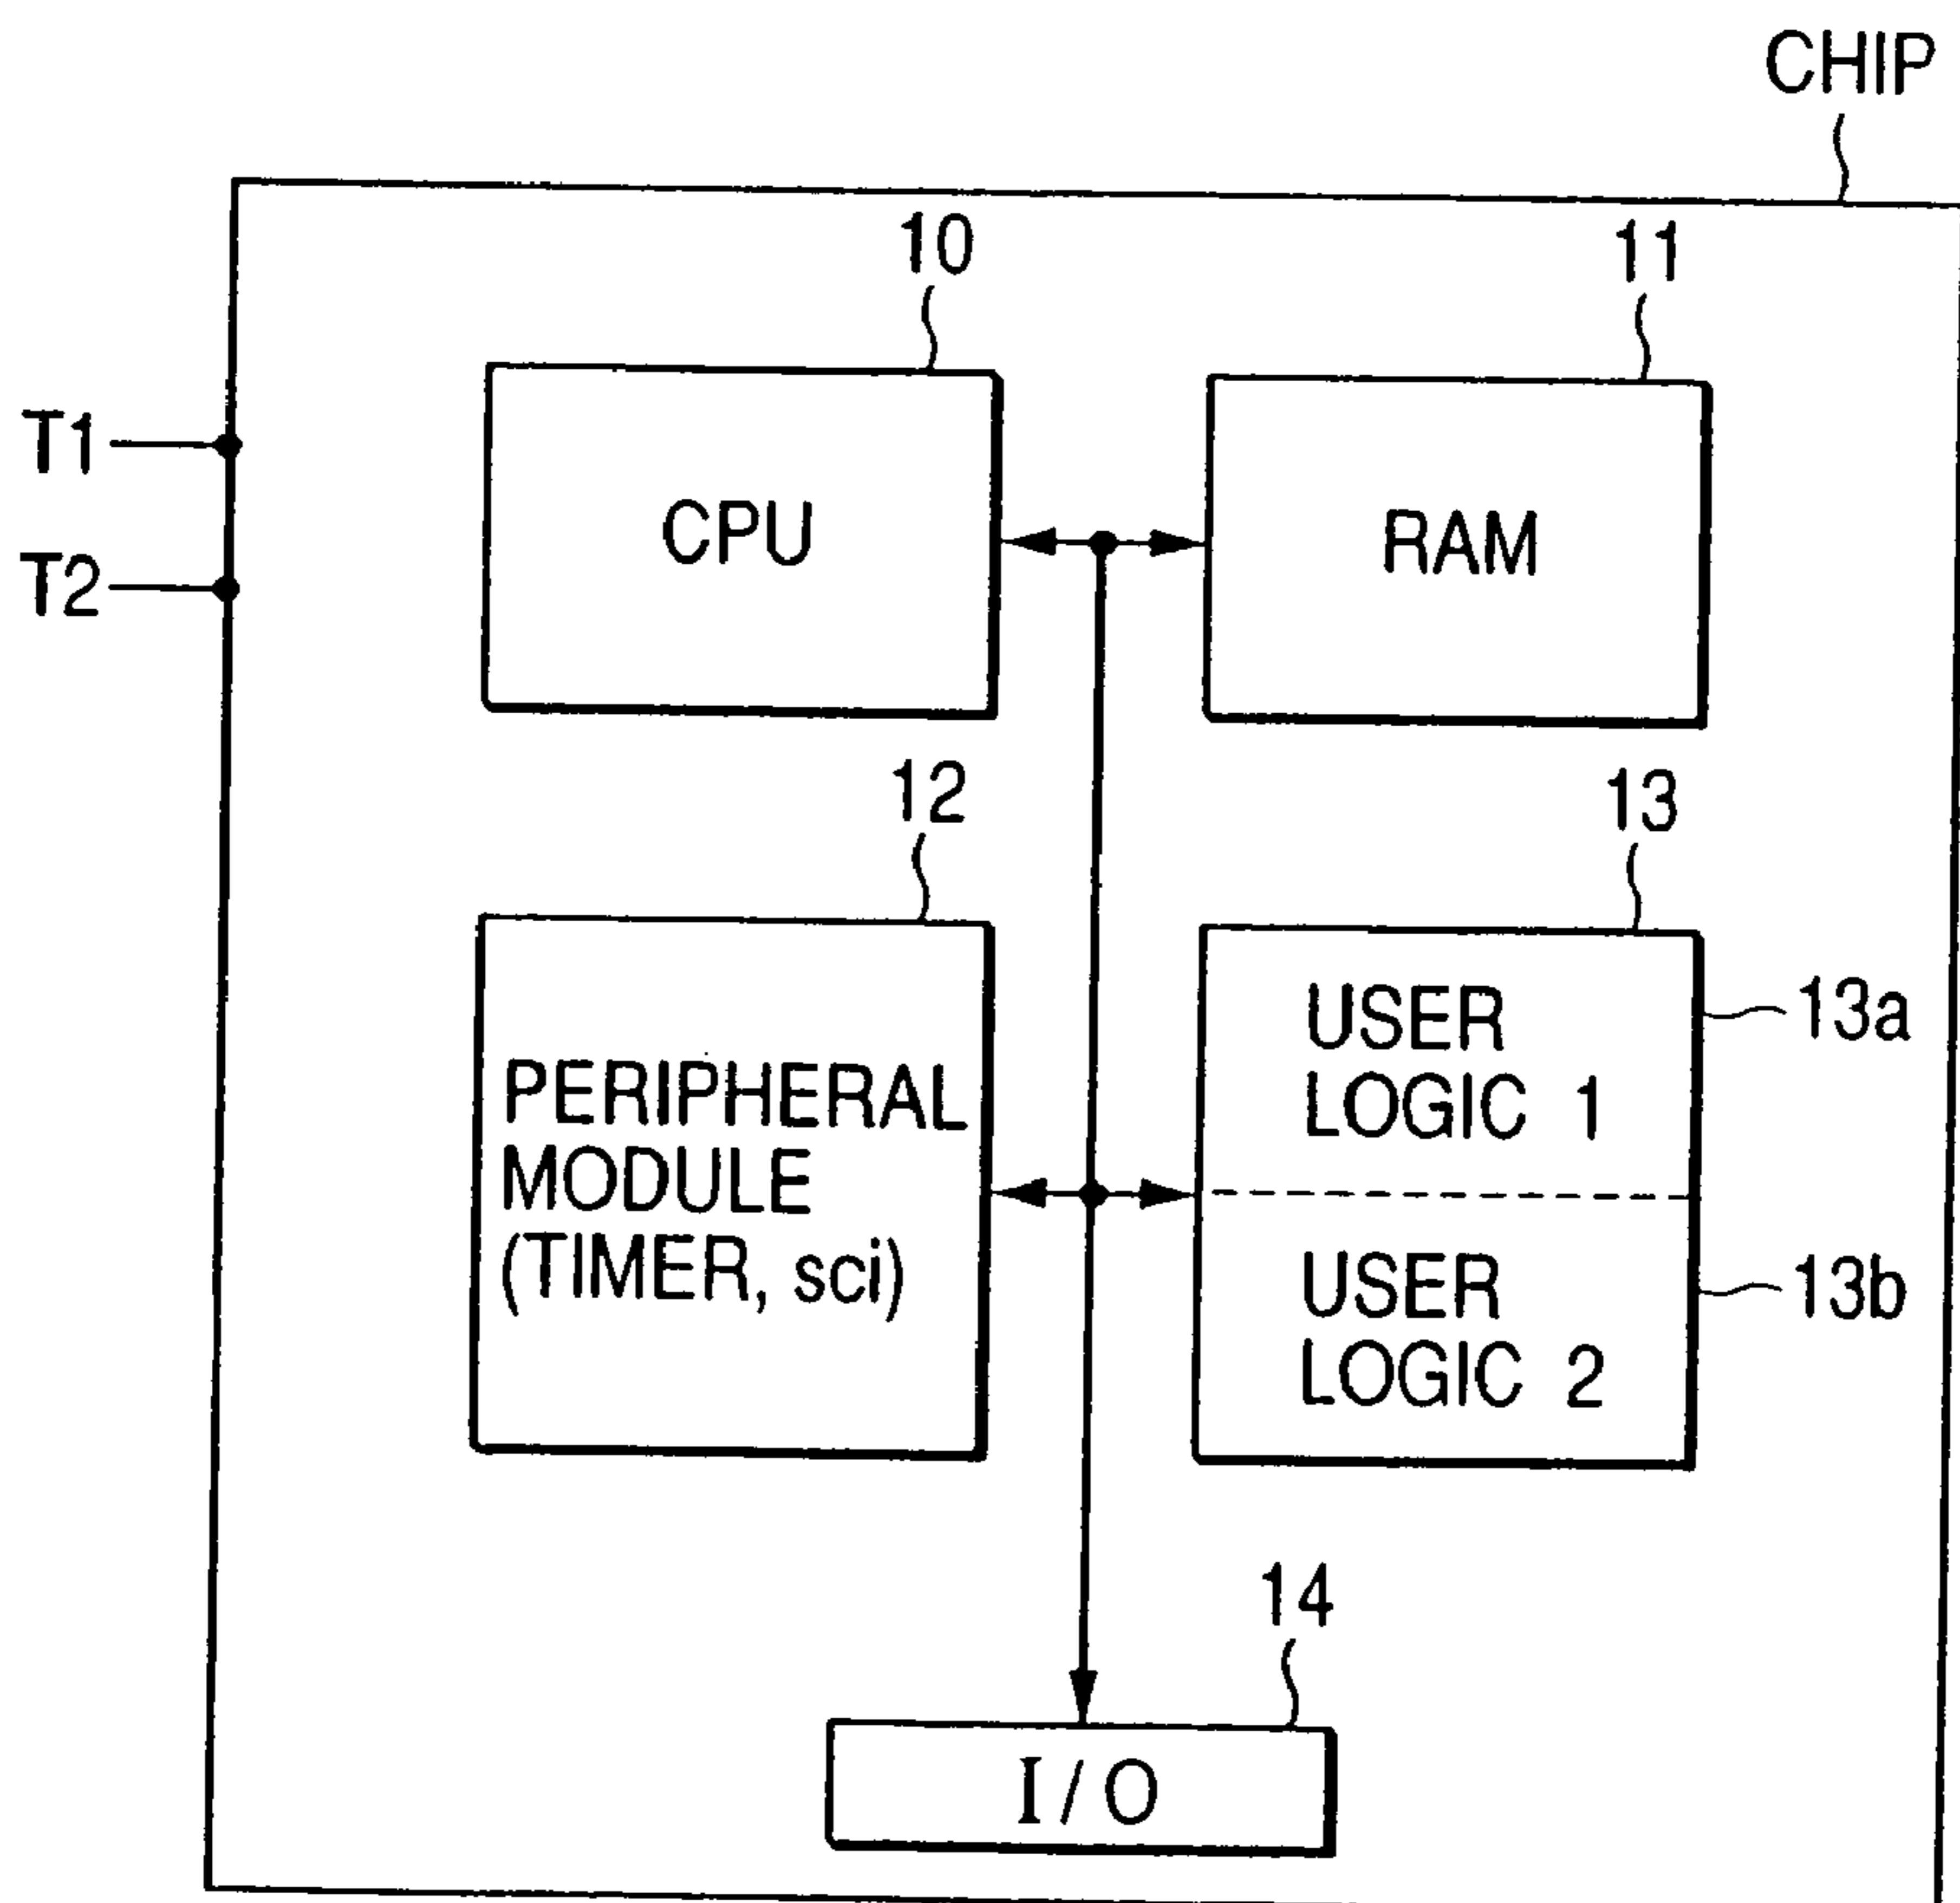 CHIP
10
11
T1
CPU
RAM
T2
12
13
PERIPHERAL
MODULE
(TIMER, sci)
USER
LOGIC 1
13a
USER
LOGIC 2
13b
14
I/O